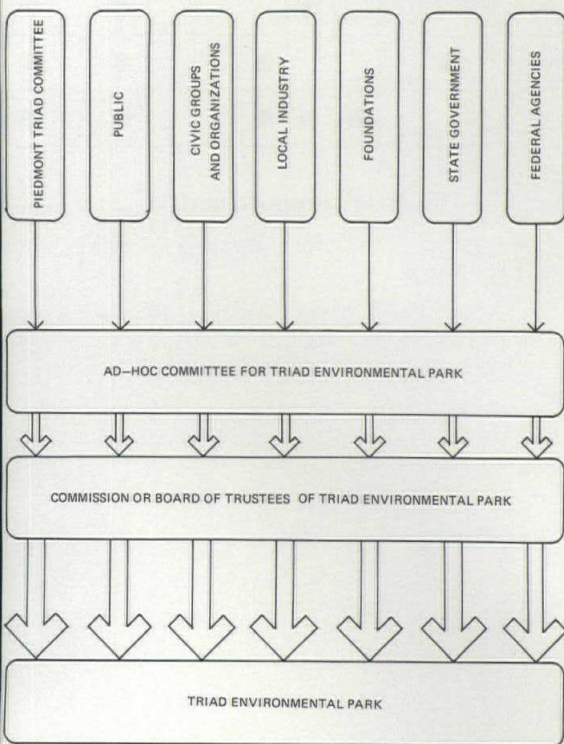 PIEDMONT TRIAD COMMITTEE
PUBLIC
CIVIC GROUPS
AND ORGANIZATIONS
LOCAL INDUSTRY
FOUNDATIONS
STATE GOVERNMENT
FEDERAL AGENCIES
AD-HOC COMMITTEE FOR TRIAD ENVIRONMENTAL PARK
COMMISSION OR BOARD OF TRUSTEES OF TRIAD ENVIRONMENTAL PARK
TRIAD ENVIRONMENTAL PARK